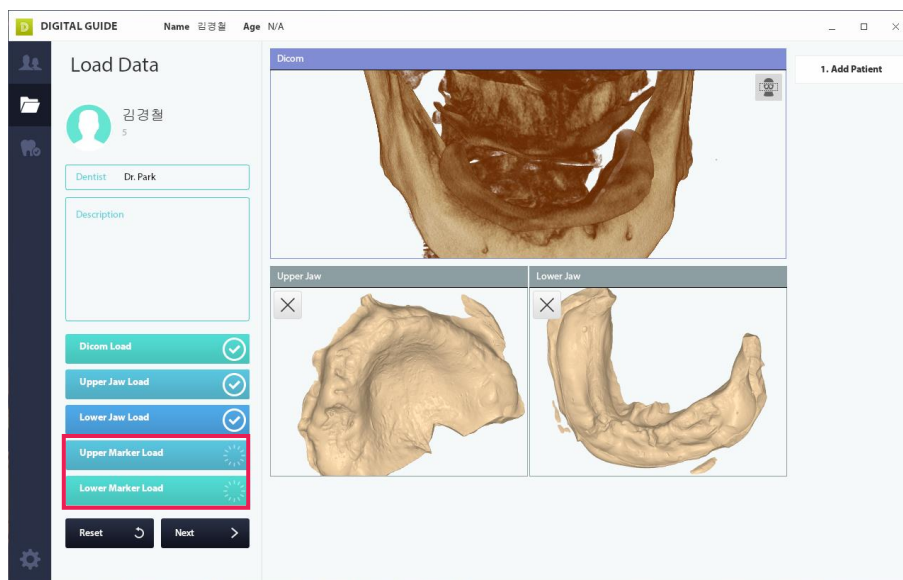 D DIGITAL GUIDE Name 김경철 Age N/A
Load Data
김경철
5
Dentist Dr. Park
Description
Dicom Load
Upper Jaw Load
Lower Jaw Load
Upper Marker Load
Lower Marker Load
Reset Next
Dicom
Upper Jaw
Lower Jaw
1. Add Patient